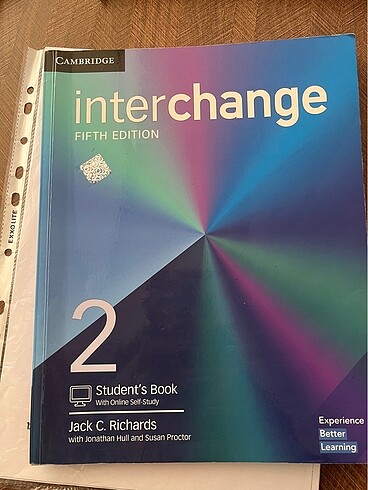 CAMBRIDGE
interchange
FIFTH EDITION
2
Student's Book
With Online Self-Study
Jack C. Richards
with Jonathan Hull and Susan Proctor
Experience
Better
Learning
EXXOLITE